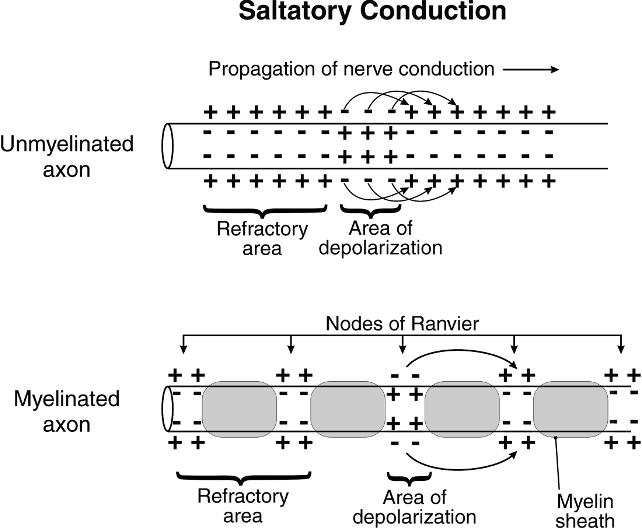 Saltatory Conduction
Propagation of nerve conduction
+ + + + + + - - - + + + + + + +
Unmyelinated
axon
- - - - - - + + + - - - - - - -
- - - - - - + + + - - - - - - -
+ + + + + + - - - + + + + + + +
Refractory
area
Area of
depolarization
Nodes of Ranvier
+ + + + - - + + + +
Myelinated
axon
- - - - + + - - - -
- - - - + + - - - -
+ + + + - - + + + +
Refractory
area
Area of
depolarization
Myelin
sheath